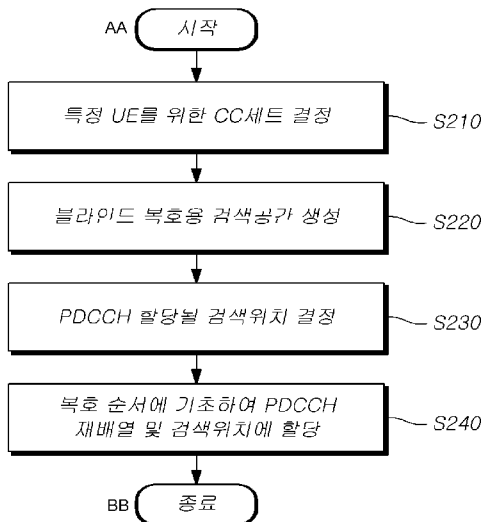 AA 시작
특정 UE를 위한 CC세트 결정
S210
블라인드 복호용 검색공간 생성
S220
PDCCH 할당될 검색위치 결정
S230
복호 순서에 기초하여 PDCCH
재배열 및 검색위치에 할당
S240
BB 종료